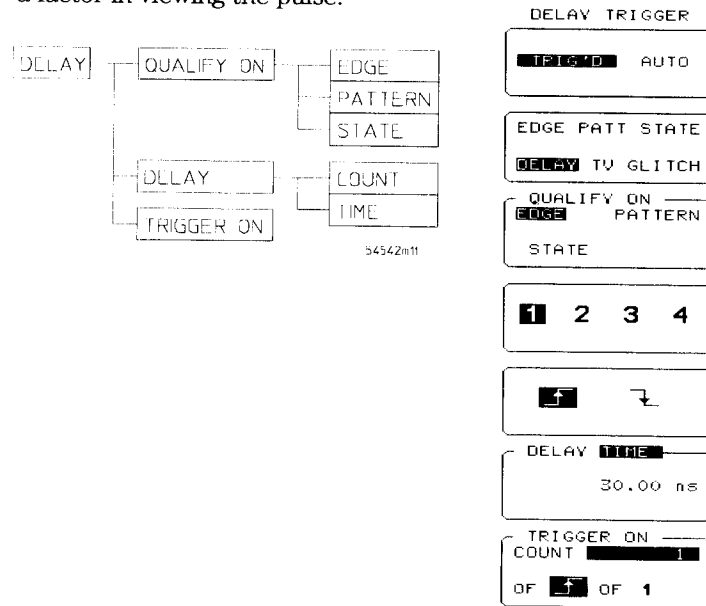 a factor in viewing the pulse.
DELAY
QUALIFY ON
EDGE
PATTERN
STATE
DELAY
COUNT
TIME
TRIGGER ON
54542m11
DELAY TRIGGER
TRIG'D AUTO
EDGE PATT STATE
DELAY TV GLITCH
QUALIFY ON
EDGE PATTERN
STATE
1 2 3 4
DELAY TIME
30.00 ns
TRIGGER ON
COUNT 1
OF OF 1